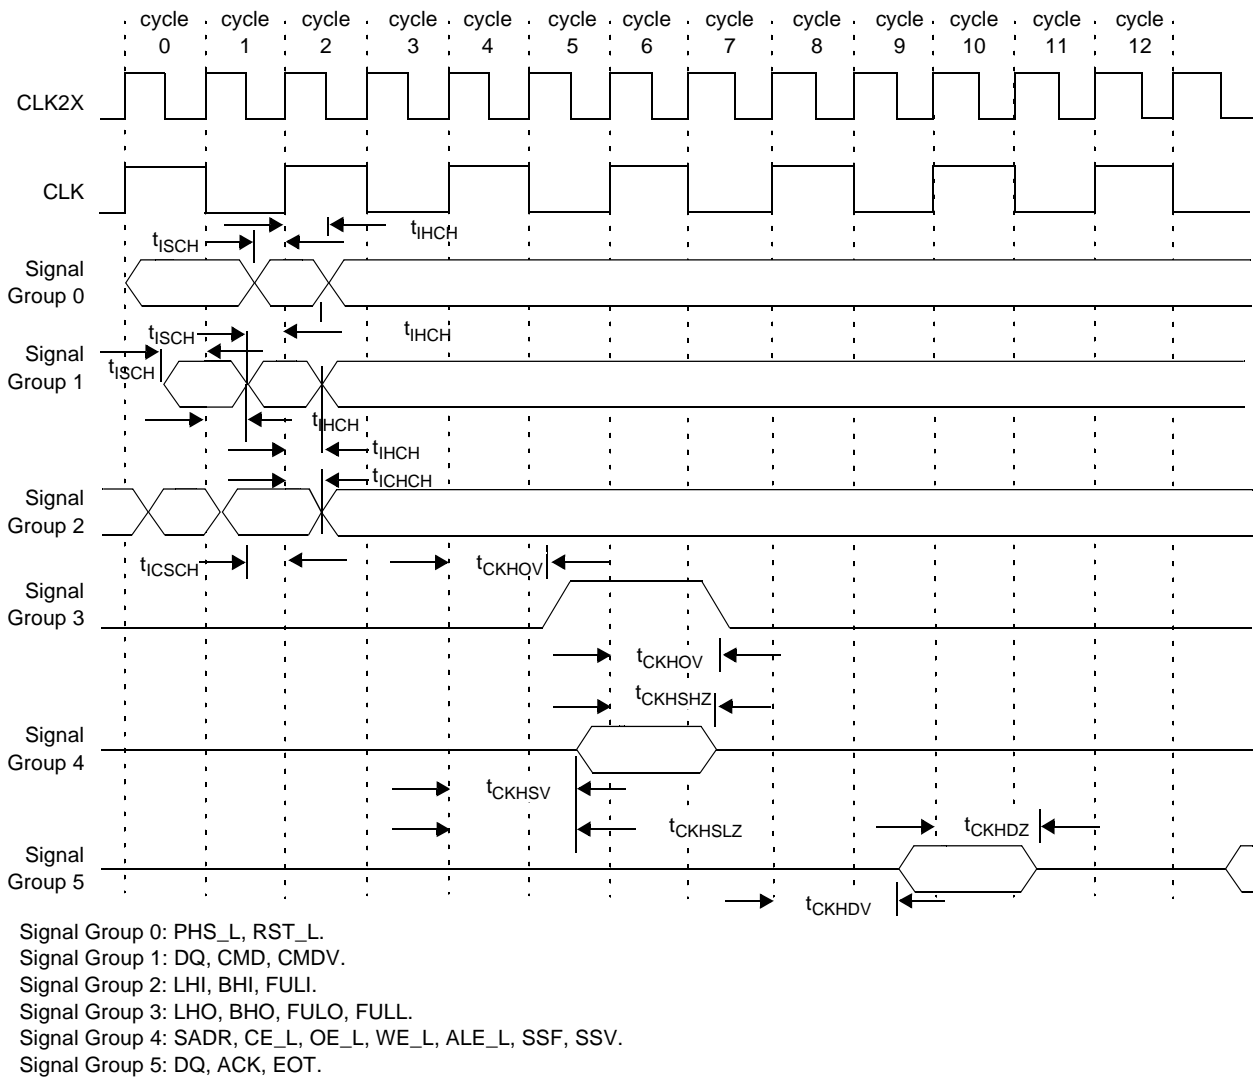 cycle cycle cycle cycle cycle cycle cycle cycle cycle cycle cycle cycle cycle
0 1 2 3 4 5 6 7 8 9 10 11 12
CLK2X
CLK
tIHCH
tISCH
Signal
Group 0
tISCH
tIHCH
Signal
Group 1
tISCH
tIHCH
tIHCH
tICHCH
Signal
Group 2
tICSCH
tCKHOV
Signal
Group 3
tCKHOV
tCKHSHZ
Signal
Group 4
tCKHSV
tCKHSLZ
tCKHDZ
Signal
Group 5
tCKHDV
Signal Group 0: PHS_L, RST_L.
Signal Group 1: DQ, CMD, CMDV.
Signal Group 2: LHI, BHI, FULI.
Signal Group 3: LHO, BHO, FULO, FULL.
Signal Group 4: SADR, CE_L, OE_L, WE_L, ALE_L, SSF, SSV.
Signal Group 5: DQ, ACK, EOT.